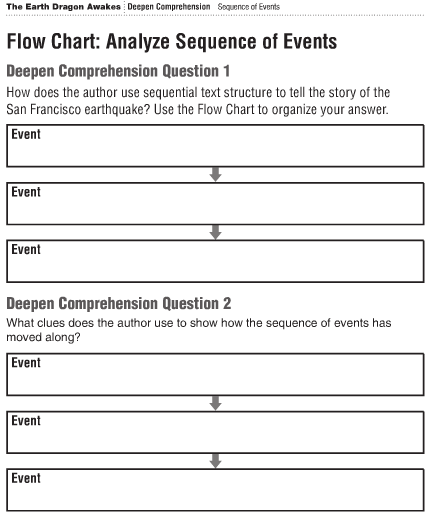 The Earth Dragon Awakes Deepen Comprehension Sequence of Events
Flow Chart: Analyze Sequence of Events
Deepen Comprehension Question 1
How does the author use sequential text structure to tell the story of the
San Francisco earthquake? Use the Flow Chart to organize your answer.
Event
Event
Event
Deepen Comprehension Question 2
What clues does the author use to show how the sequence of events has
moved along?
Event
Event
Event